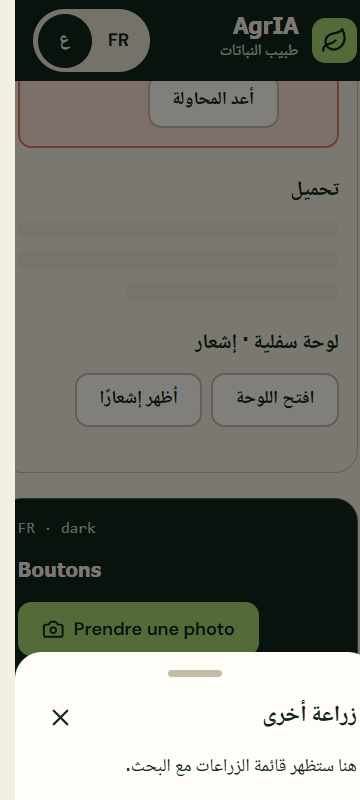 AgrIA
طبيب النباتات
FR
ع
أعد المحاولة
تحميل
لوحة سفلية · إشعار
افتح اللوحة
أظهر إشعارًا
FR · dark
Boutons
Prendre une photo
زراعة أخرى
هنا ستظهر قائمة الزراعات مع البحث.